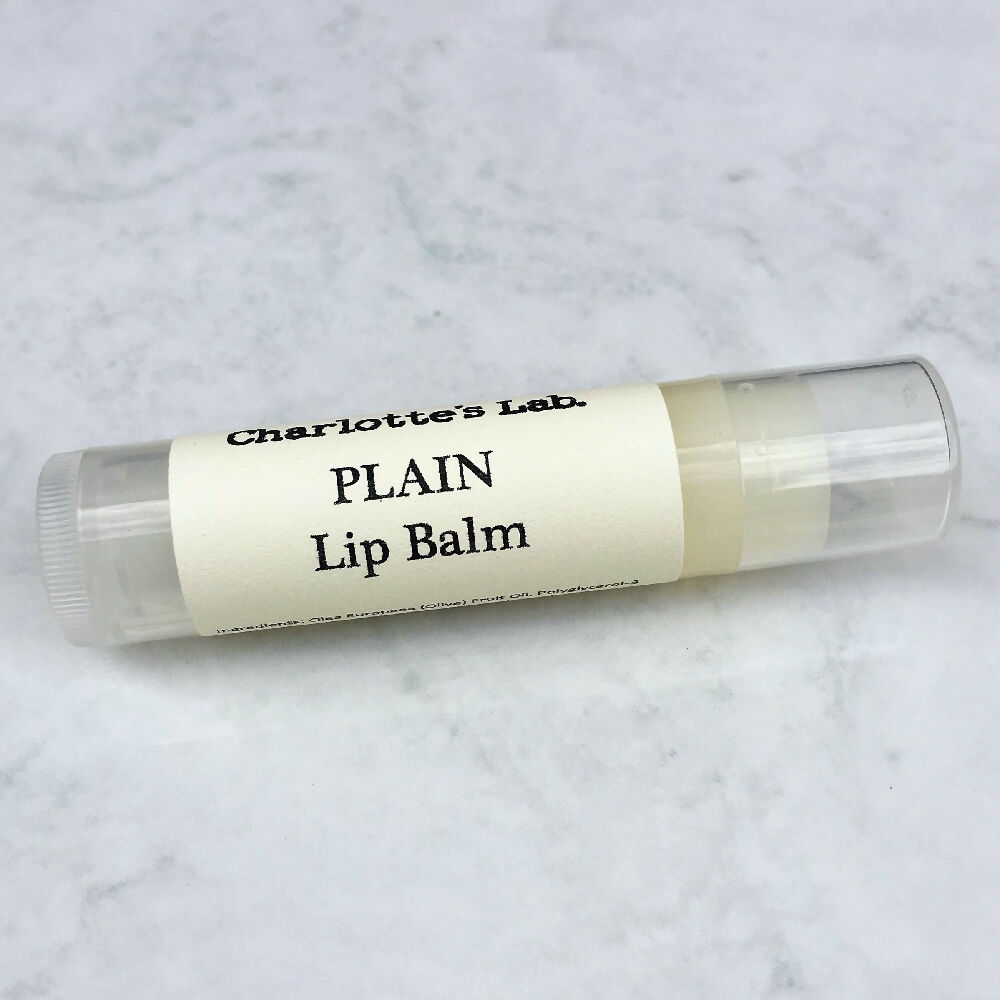 Charlotte's Lab.
PLAIN
Lip Balm
Ingredients: Olea Europaea (Olive) Fruit Oil, Polyglycerol-3